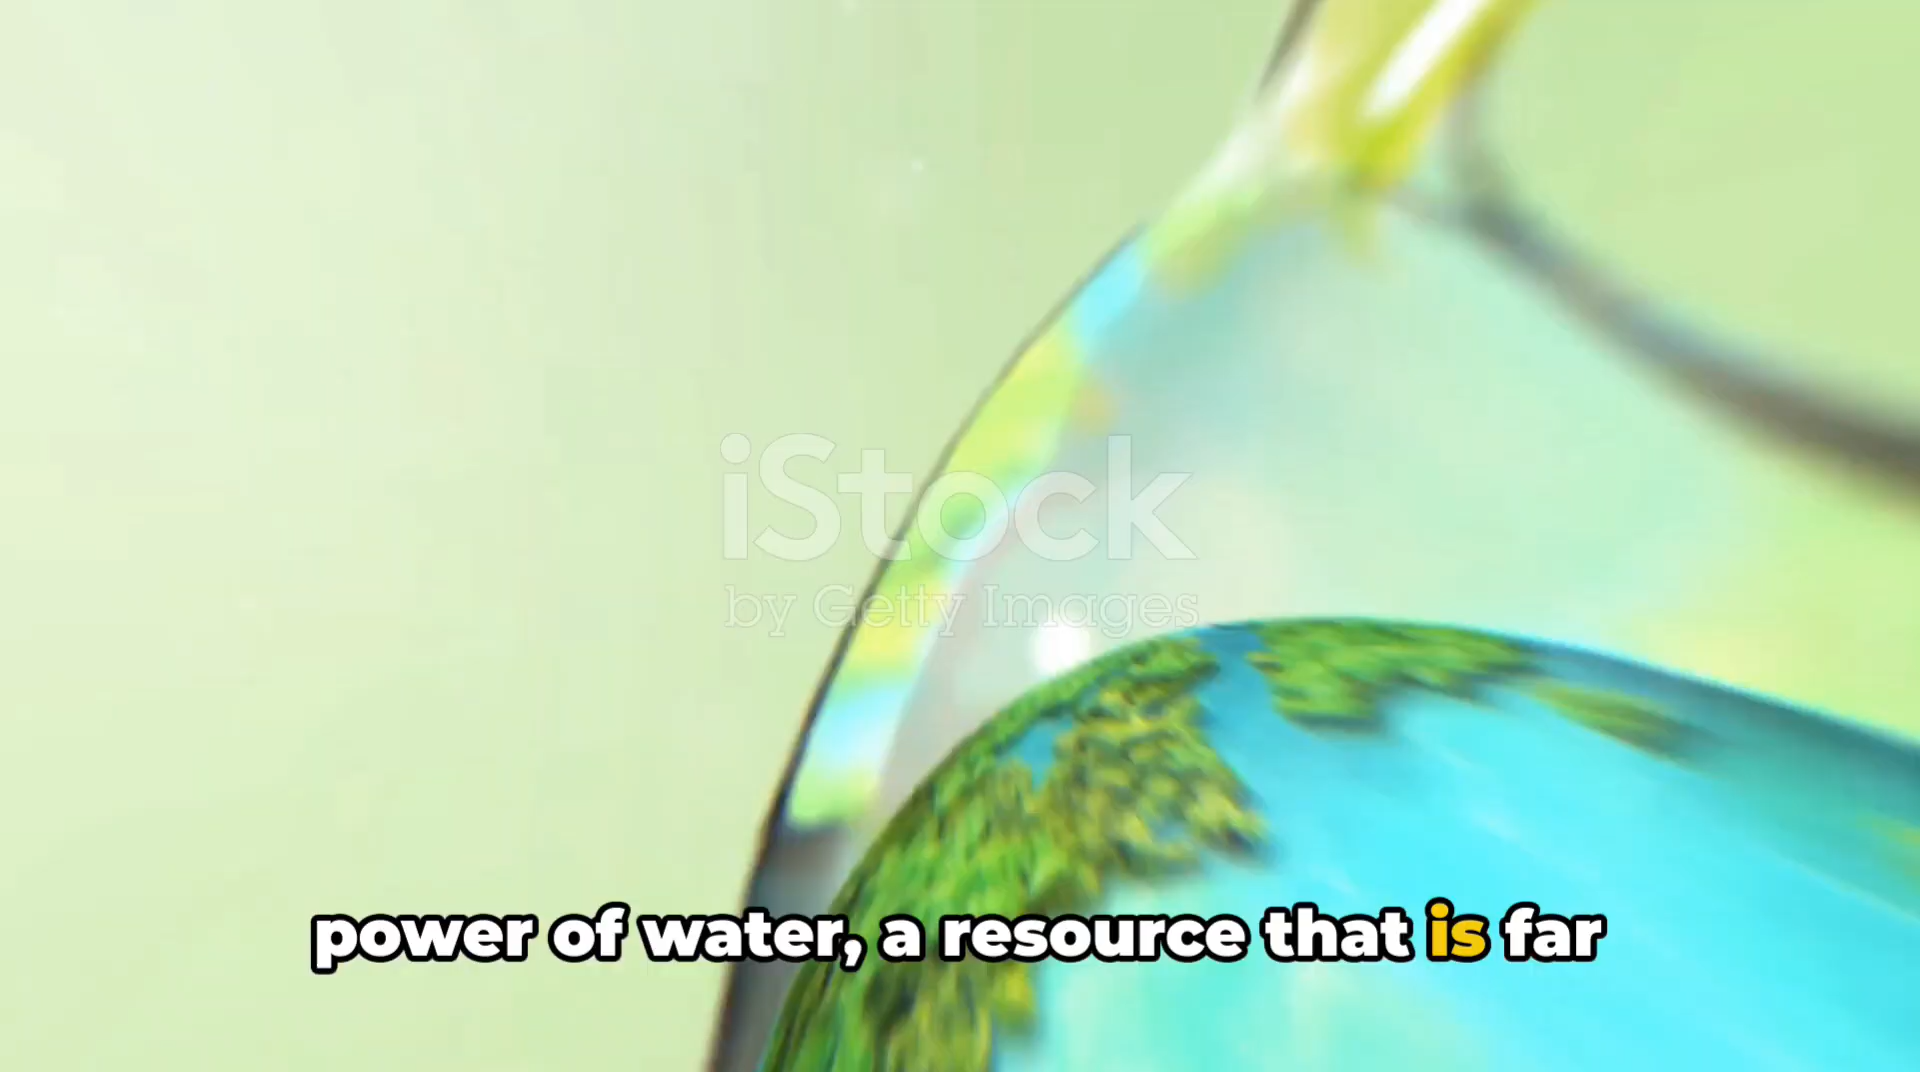 iStock
by Getty Images
power of water, a resource that is far